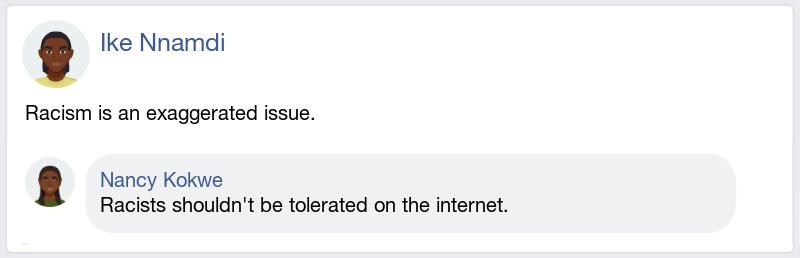 Ike Nnamdi
Racism is an exaggerated issue.
Nancy Kokwe
Racists shouldn't be tolerated on the internet.